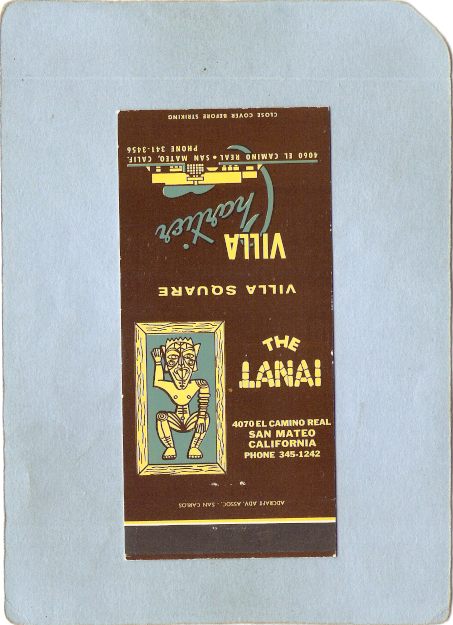 CLOSE COVER BEFORE STRIKING
4060 EL CAMINO REAL • SAN MATEO, CALIF.
PHONE 341-3456
VILLA
Chartier
VILLA SQUARE
THE
LANAI
4070 EL CAMINO REAL
SAN MATEO
CALIFORNIA
PHONE 345-1242
ADCRAFT ADV. ASSOC. - SAN CARLOS